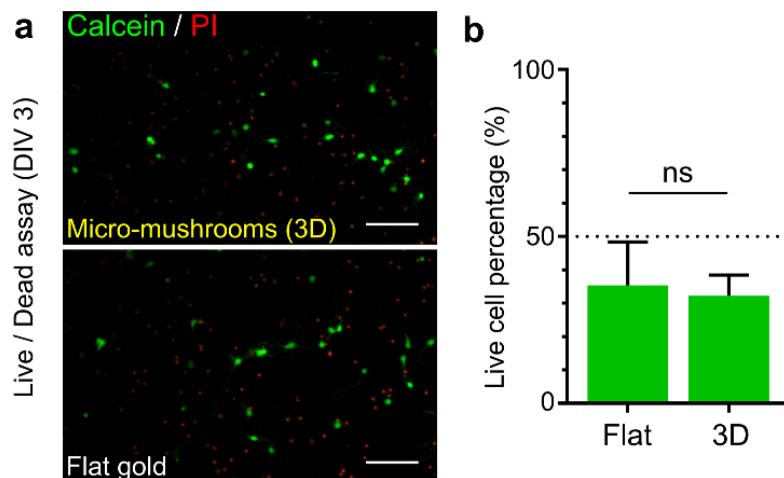 a
Live / Dead assay (DIV 3)
Calcein / PI
Micro-mushrooms (3D)
Flat gold
b
Live cell percentage (%)
100
50
0
ns
Flat
3D